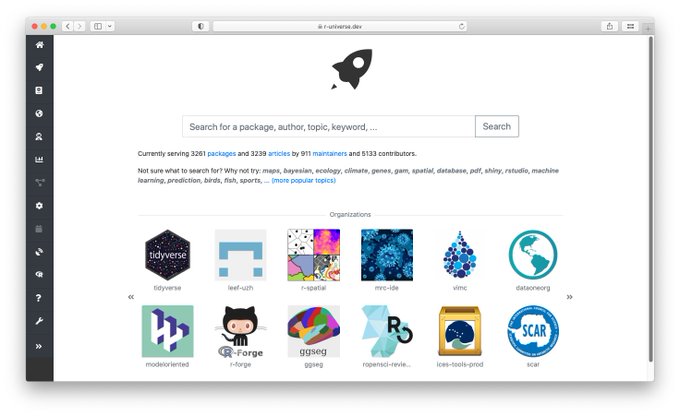 r-universe.dev
Search for a package, author, topic, keyword, ...
Search
Currently serving 3261 packages and 3239 articles by 911 maintainers and 5133 contributors.
Not sure what to search for? Why not try: maps, bayesian, ecology, climate, genes, gam, spatial, database, pdf, shiny, rstudio, machine
learning, prediction, birds, fish, sports, ... (more popular topics)
Organizations
tidyverse
tidyverse
leef-uzh
r-spatial
mrc-ide
vimc
dataoneorg
«
»
R-Forge
ggseg
SCAR
modeloriented
r-forge
ggseg
ropensci-revie...
ices-tools-prod
scar